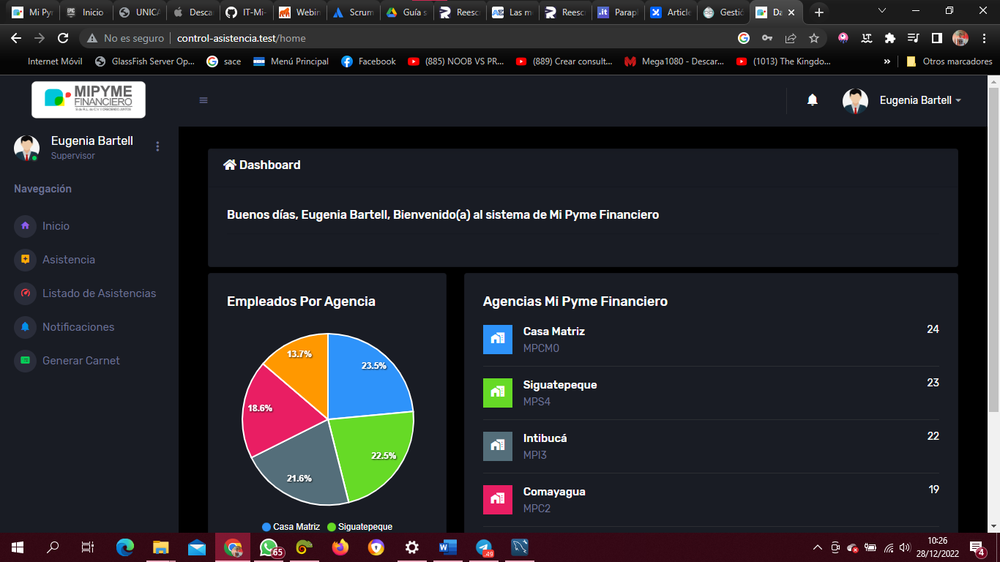 Mi Py
Inicio
UNICA
Descar
IT-Mi-
Webin
Scrum
Guía s
Reesc
Las m
Reesc
Parap
Article
Gestió
Da
No es seguro
control-asistencia.test/home
Internet Móvil
GlassFish Server Op...
sace
Menú Principal
Facebook
(885) NOOB VS PR...
(889) Crear consult...
Mega1080 - Descar...
(1013) The Kingdo...
»
Otros marcadores
MIPYME
FINANCIERO
S de R.L. de C.V. | CRECIENDO JUNTOS
Eugenia Bartell
Eugenia Bartell
Supervisor
Navegación
Inicio
Asistencia
Listado de Asistencias
Notificaciones
Generar Carnet
Dashboard
Buenos días, Eugenia Bartell, Bienvenido(a) al sistema de Mi Pyme Financiero
Empleados Por Agencia
13.7%
23.5%
18.6%
22.5%
21.6%
Casa Matriz
Siguatepeque
Agencias Mi Pyme Financiero
Casa Matriz
24
MPCM0
Siguatepeque
23
MPS4
Intibucá
22
MPI3
Comayagua
19
MPC2
65
49
10:26
28/12/2022
4